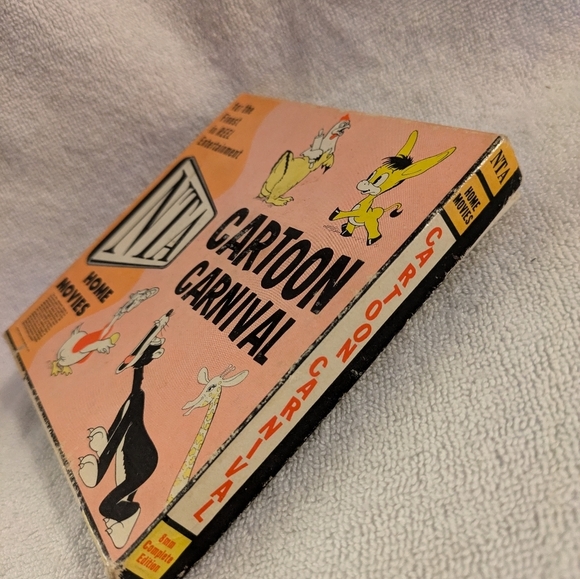 for the
Finest
in REEL
Entertainment
NTA
HOME
MOVIES
CARTOON
CARNIVAL
NTA
HOME
MOVIES
CARTOON CARNIVAL
8mm
Complete
Edition